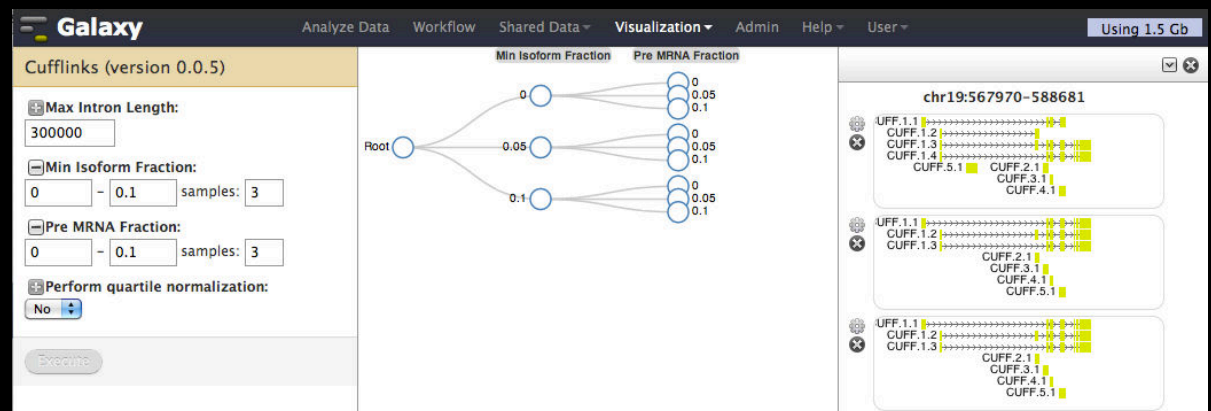 Galaxy
Analyze Data Workflow Shared Data Visualization Admin Help User
Using 1.5 Gb
Cufflinks (version 0.0.5)
Max Intron Length:
300000
Min Isoform Fraction:
0 - 0.1 samples: 3
Pre MRNA Fraction:
0 - 0.1 samples: 3
Perform quartile normalization:
No
Execute
Min Isoform Fraction Pre MRNA Fraction
Root
0
0
0.05
0.1
0.05
0
0.05
0.1
0.1
0
0.05
0.1
chr19:567970-588681
UFF.1.1
CUFF.1.2
CUFF.1.3
CUFF.1.4
CUFF.5.1 CUFF.2.1
CUFF.3.1
CUFF.4.1
UFF.1.1
CUFF.1.2
CUFF.1.3
CUFF.2.1
CUFF.3.1
CUFF.4.1
CUFF.5.1
UFF.1.1
CUFF.1.2
CUFF.1.3
CUFF.2.1
CUFF.3.1
CUFF.4.1
CUFF.5.1